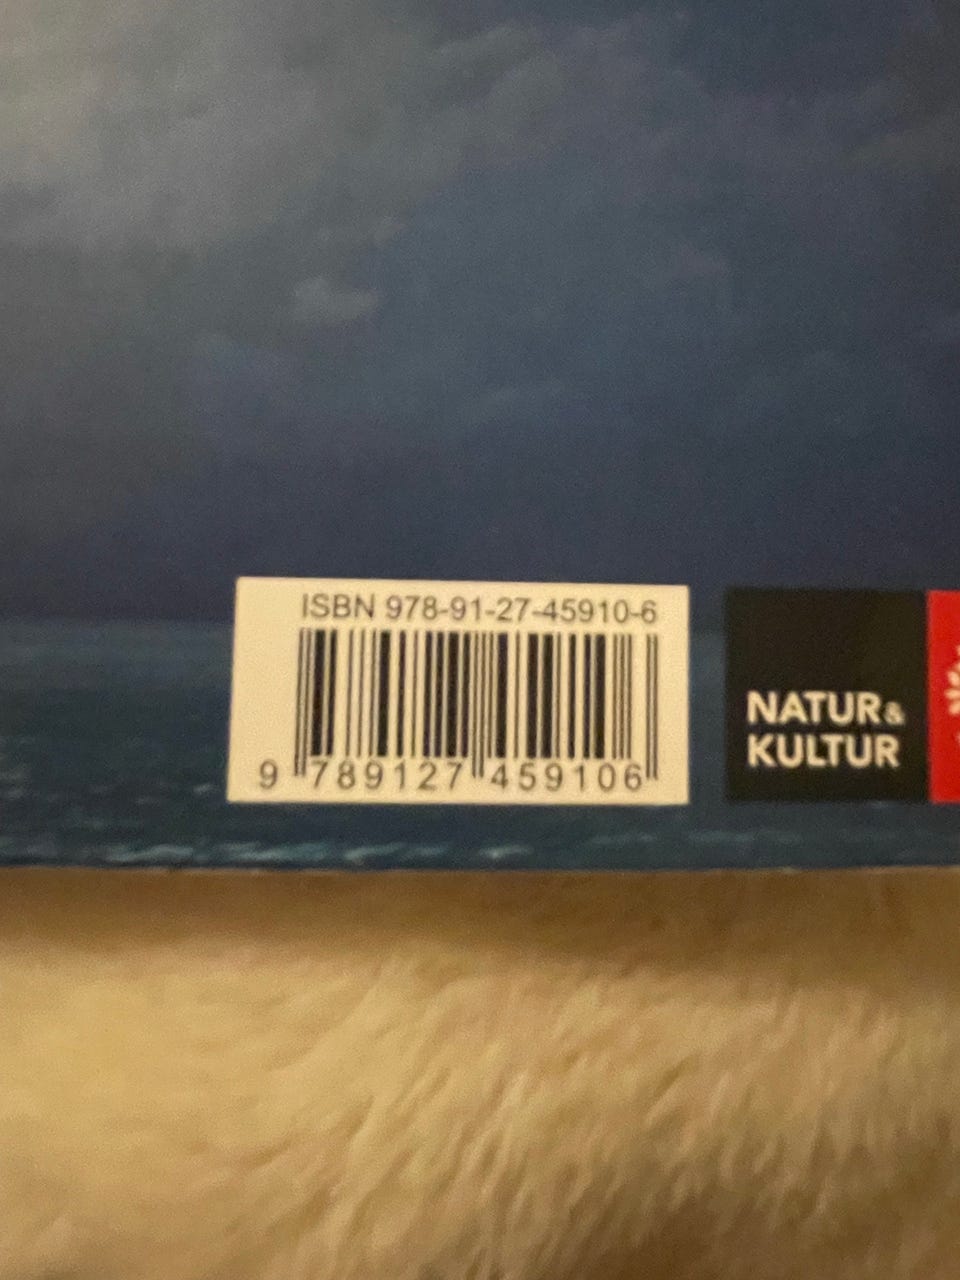 ISBN 978-91-27-45910-6
9 789127 459106
NATUR&
KULTUR